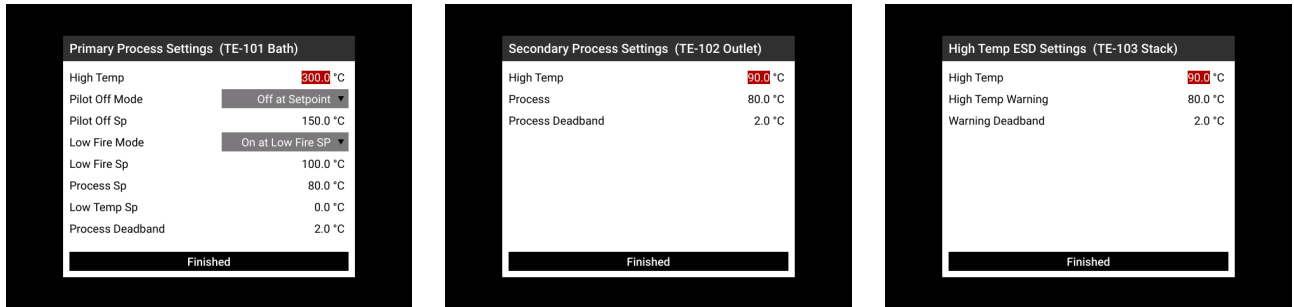 Primary Process Settings (TE-101 Bath)
High Temp 300.0 °C
Pilot Off Mode Off at Setpoint
Pilot Off Sp 150.0 °C
Low Fire Mode On at Low Fire SP
Low Fire Sp 100.0 °C
Process Sp 80.0 °C
Low Temp Sp 0.0 °C
Process Deadband 2.0 °C
Finished
Secondary Process Settings (TE-102 Outlet)
High Temp 90.0 °C
Process 80.0 °C
Process Deadband 2.0 °C
Finished
High Temp ESD Settings (TE-103 Stack)
High Temp 90.0 °C
High Temp Warning 80.0 °C
Warning Deadband 2.0 °C
Finished